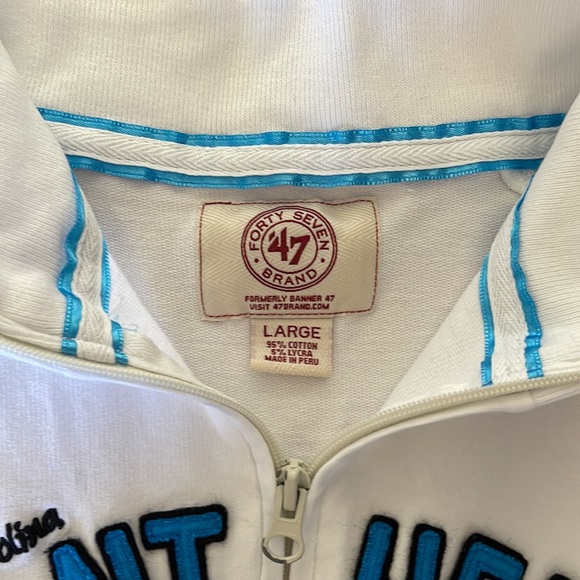 FORTY SEVEN
'47
BRAND
FORMERLY BANNER 47
VISIT 47BRAND.COM
LARGE
95% COTTON
5% LYCRA
MADE IN PERU